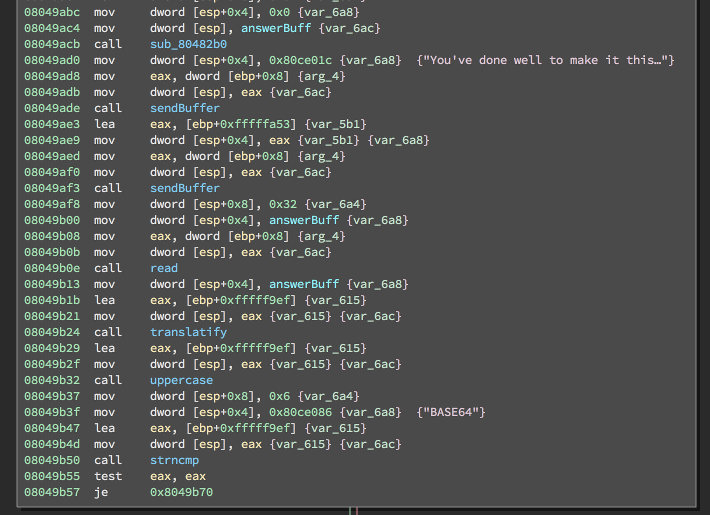 08049abc mov dword [esp+0x4], 0x0 {var_6a8}
08049ac4 mov dword [esp], answerBuff {var_6ac}
08049acb call sub_80482b0
08049ad0 mov dword [esp+0x4], 0x80ce01c {var_6a8} {"You've done well to make it this…"}
08049ad8 mov eax, dword [ebp+0x8] {arg_4}
08049adb mov dword [esp], eax {var_6ac}
08049ade call sendBuffer
08049ae3 lea eax, [ebp+0xfffffa53] {var_5b1}
08049ae9 mov dword [esp+0x4], eax {var_5b1} {var_6a8}
08049aed mov eax, dword [ebp+0x8] {arg_4}
08049af0 mov dword [esp], eax {var_6ac}
08049af3 call sendBuffer
08049af8 mov dword [esp+0x8], 0x32 {var_6a4}
08049b00 mov dword [esp+0x4], answerBuff {var_6a8}
08049b08 mov eax, dword [ebp+0x8] {arg_4}
08049b0b mov dword [esp], eax {var_6ac}
08049b0e call read
08049b13 mov dword [esp+0x4], answerBuff {var_6a8}
08049b1b lea eax, [ebp+0xfffff9ef] {var_615}
08049b21 mov dword [esp], eax {var_615} {var_6ac}
08049b24 call translatify
08049b29 lea eax, [ebp+0xfffff9ef] {var_615}
08049b2f mov dword [esp], eax {var_615} {var_6ac}
08049b32 call uppercase
08049b37 mov dword [esp+0x8], 0x6 {var_6a4}
08049b3f mov dword [esp+0x4], 0x80ce086 {var_6a8} {"BASE64"}
08049b47 lea eax, [ebp+0xfffff9ef] {var_615}
08049b4d mov dword [esp], eax {var_615} {var_6ac}
08049b50 call strncmp
08049b55 test eax, eax
08049b57 je 0x8049b70